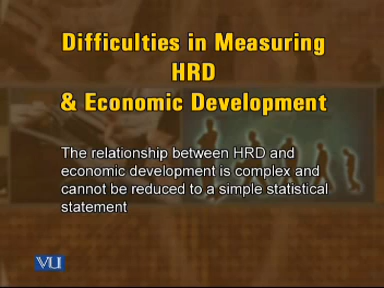 Difficulties in Measuring
HRD
& Economic Development
The relationship between HRD and
economic development is complex and
cannot be reduced to a simple statistical
statement
VU